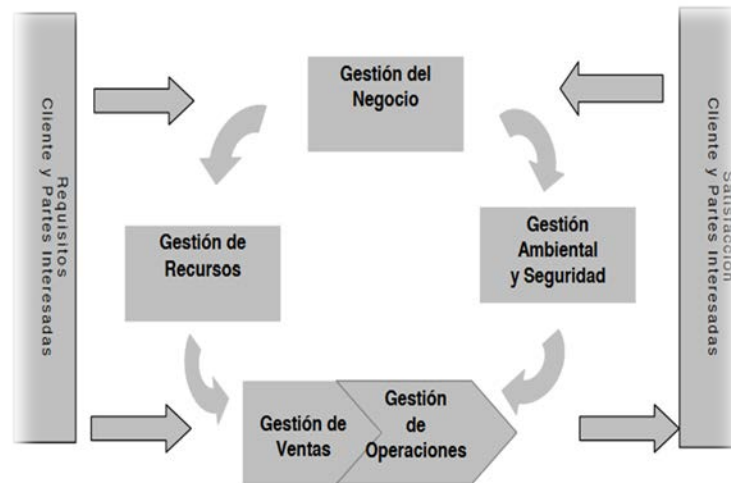 Requisitos
Cliente y Partes Interesadas
Gestión del
Negocio
Satisfacción
Cliente y Partes Interesadas
Gestión de
Recursos
Gestión
Ambiental
y Seguridad
Gestión de
Ventas
Gestión
de
Operaciones